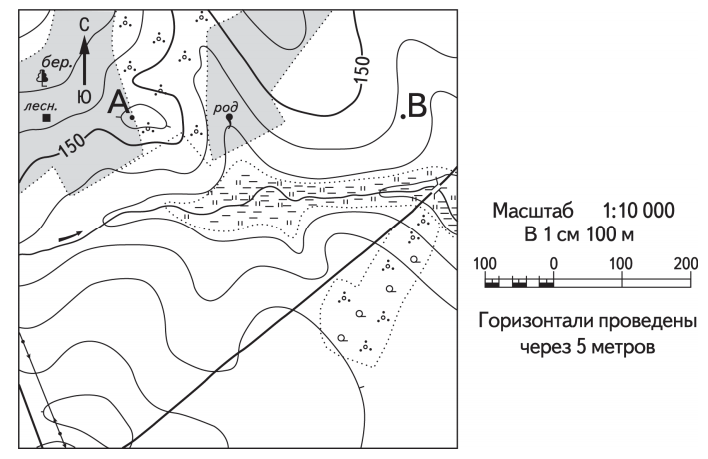 С
150
бер.
Ю
А
В
лесн.
род
150
Масштаб 1:10 000
В 1 см 100 м
100 0 100 200
Горизонтали проведены
через 5 метров